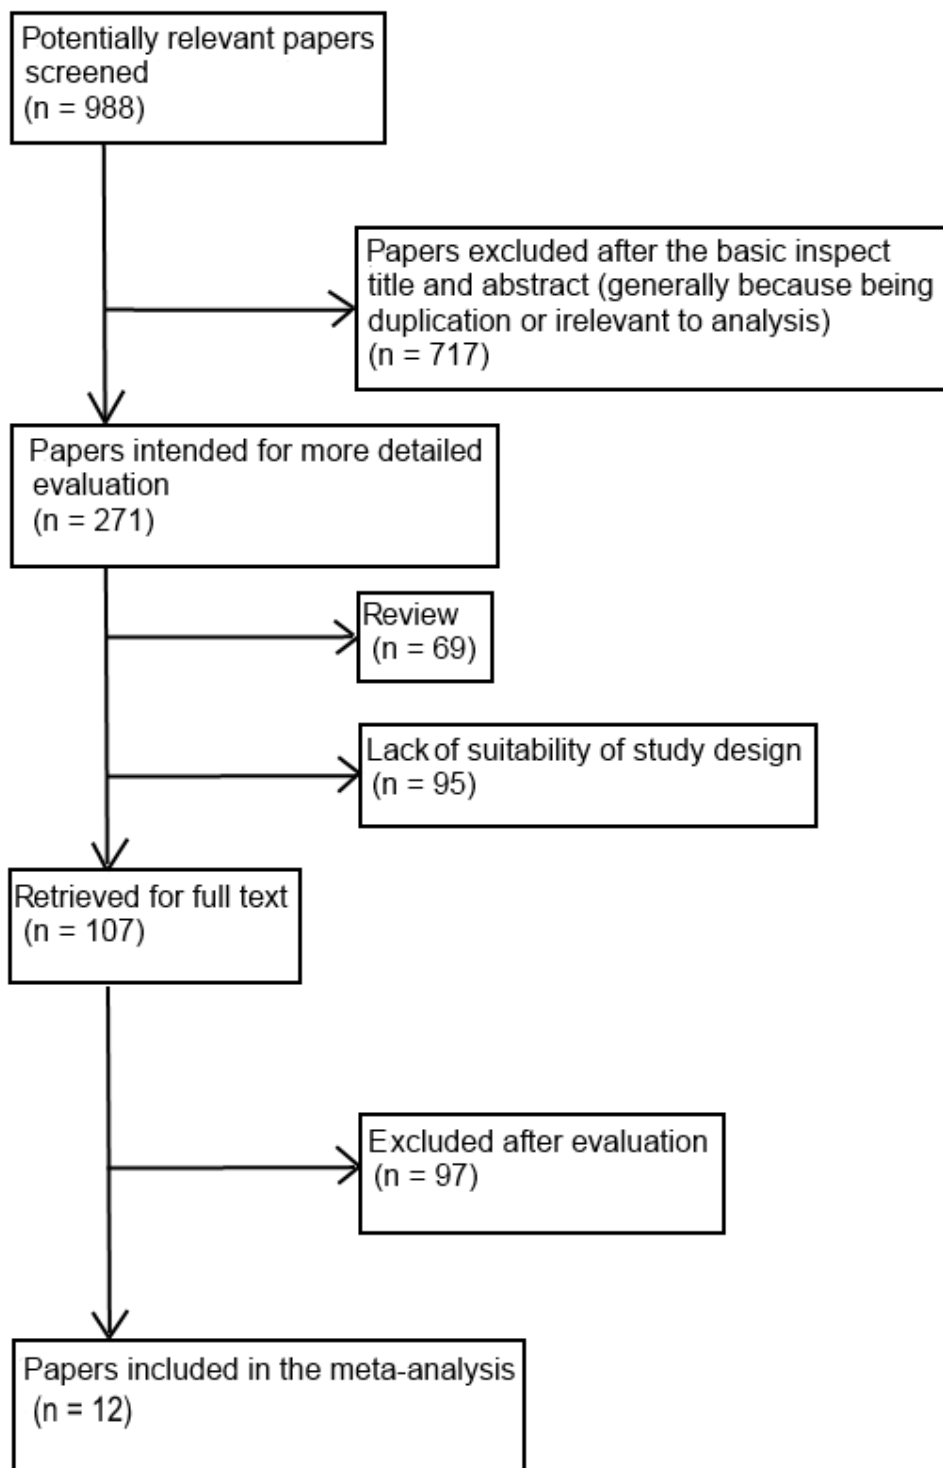 Potentially relevant papers
screened
(n = 988)
Papers excluded after the basic inspect
title and abstract (generally because being
duplication or irelevant to analysis)
(n = 717)
Papers intended for more detailed
evaluation
(n = 271)
Review
(n = 69)
Lack of suitability of study design
(n = 95)
Retrieved for full text
(n = 107)
Excluded after evaluation
(n = 97)
Papers included in the meta-analysis
(n = 12)